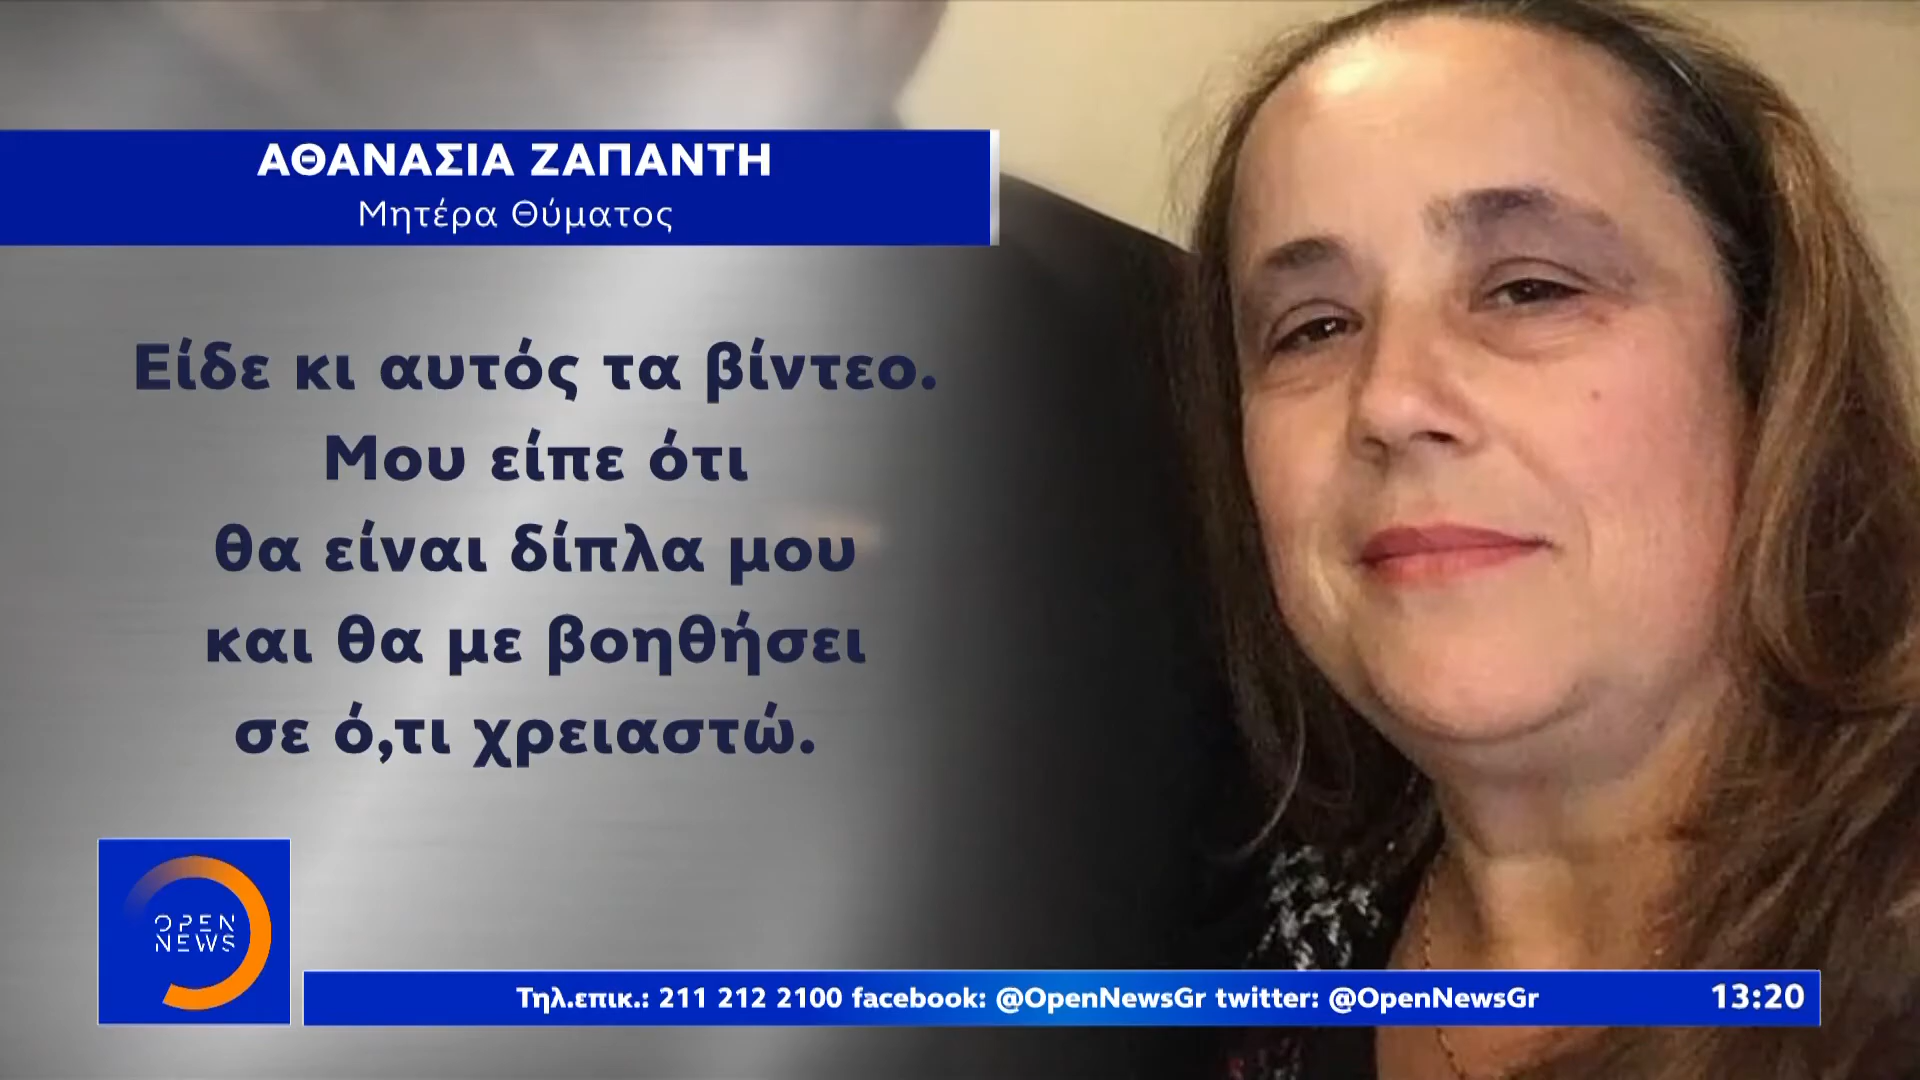 ΑΘΑΝΑΣΙΑ ΖΑΠΑΝΤΗ
Μητέρα Θύματος
Είδε κι αυτός τα βίντεο.
Μου είπε ότι
θα είναι δίπλα μου
και θα με βοηθήσει
σε ό,τι χρειαστώ.
OPEN
NEWS
Τηλ.επικ.: 211 212 2100 facebook: @OpenNewsGr twitter: @OpenNewsGr 13:20